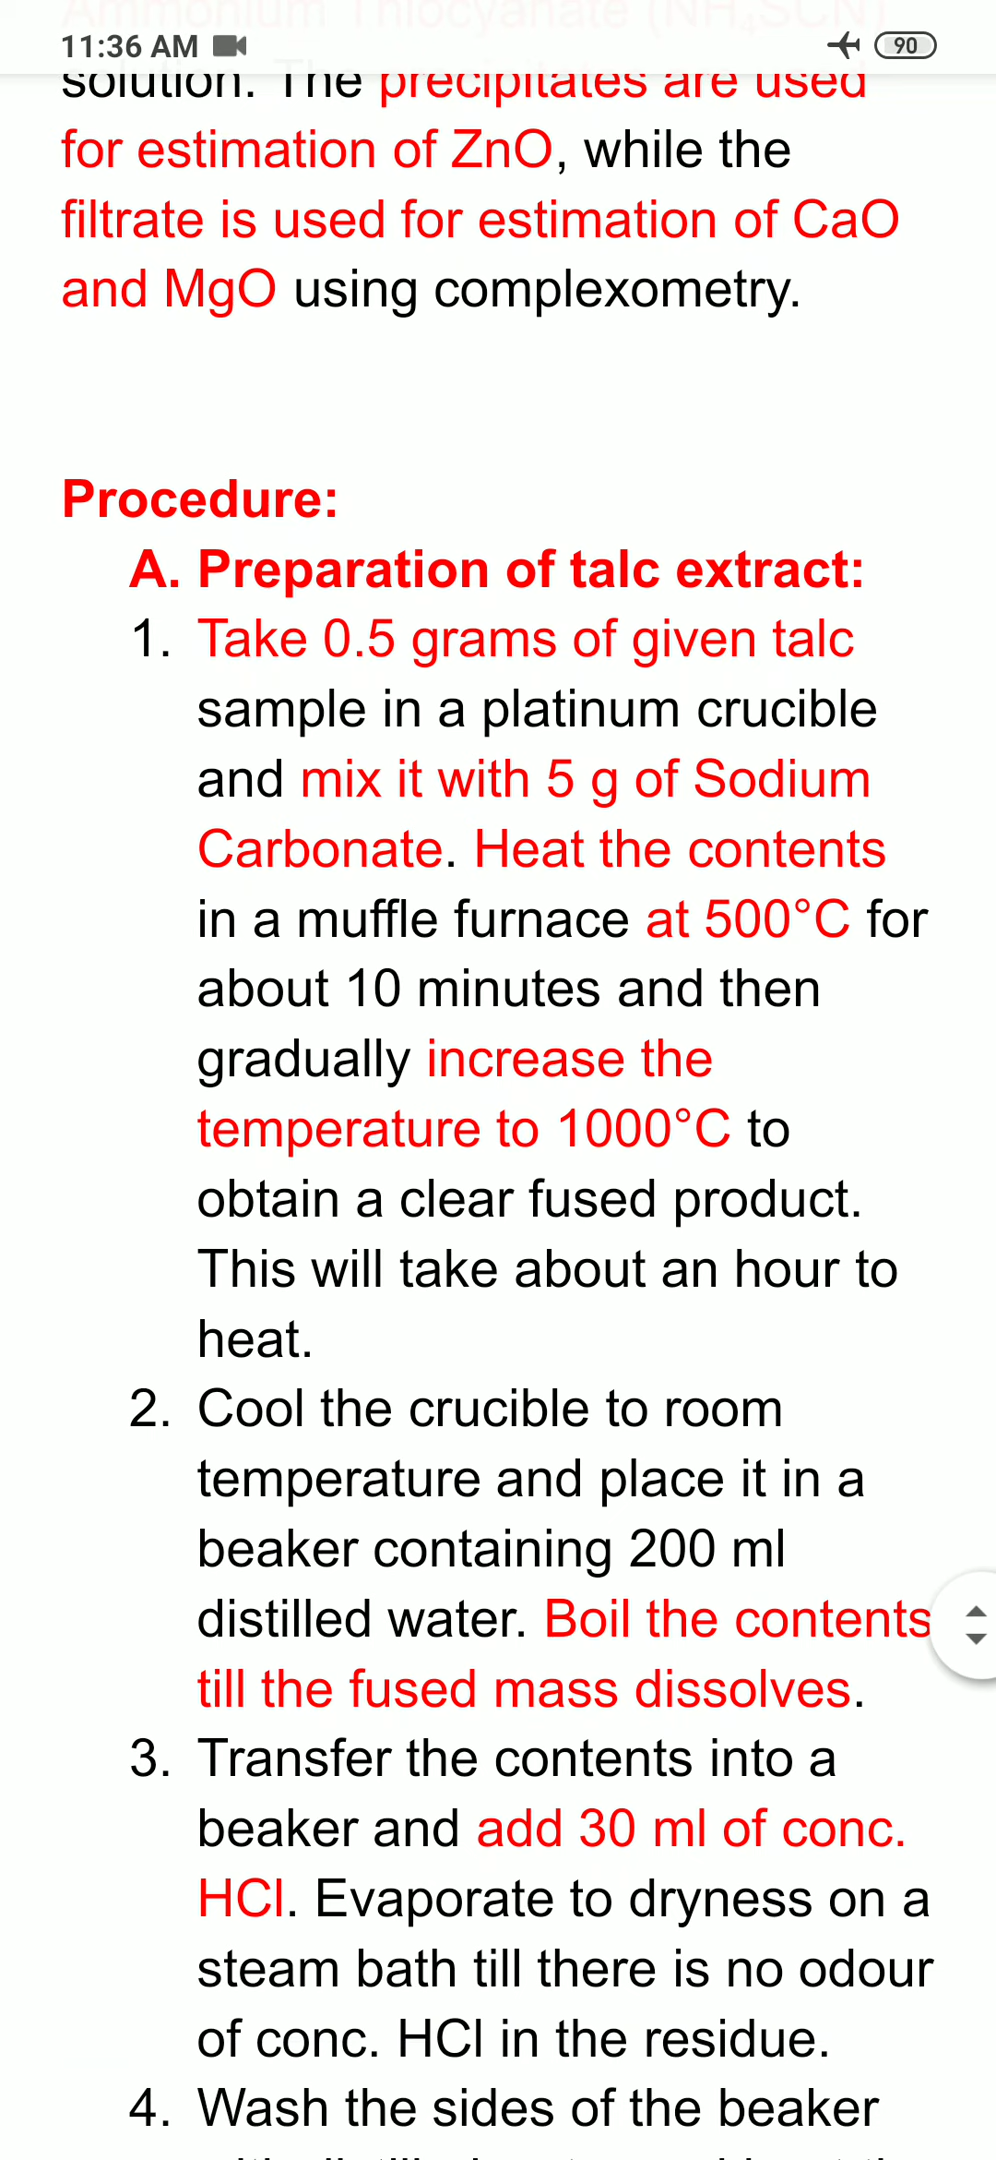 Ammonium Thiocyanate (NH₄SCN)
11:36 AM 90
solution. The precipitates are used
for estimation of ZnO, while the
filtrate is used for estimation of CaO
and MgO using complexometry.
Procedure:
A. Preparation of talc extract:
1. Take 0.5 grams of given talc
sample in a platinum crucible
and mix it with 5 g of Sodium
Carbonate. Heat the contents
in a muffle furnace at 500°C for
about 10 minutes and then
gradually increase the
temperature to 1000°C to
obtain a clear fused product.
This will take about an hour to
heat.
2. Cool the crucible to room
temperature and place it in a
beaker containing 200 ml
distilled water. Boil the contents
till the fused mass dissolves.
3. Transfer the contents into a
beaker and add 30 ml of conc.
HCl. Evaporate to dryness on a
steam bath till there is no odour
of conc. HCl in the residue.
4. Wash the sides of the beaker